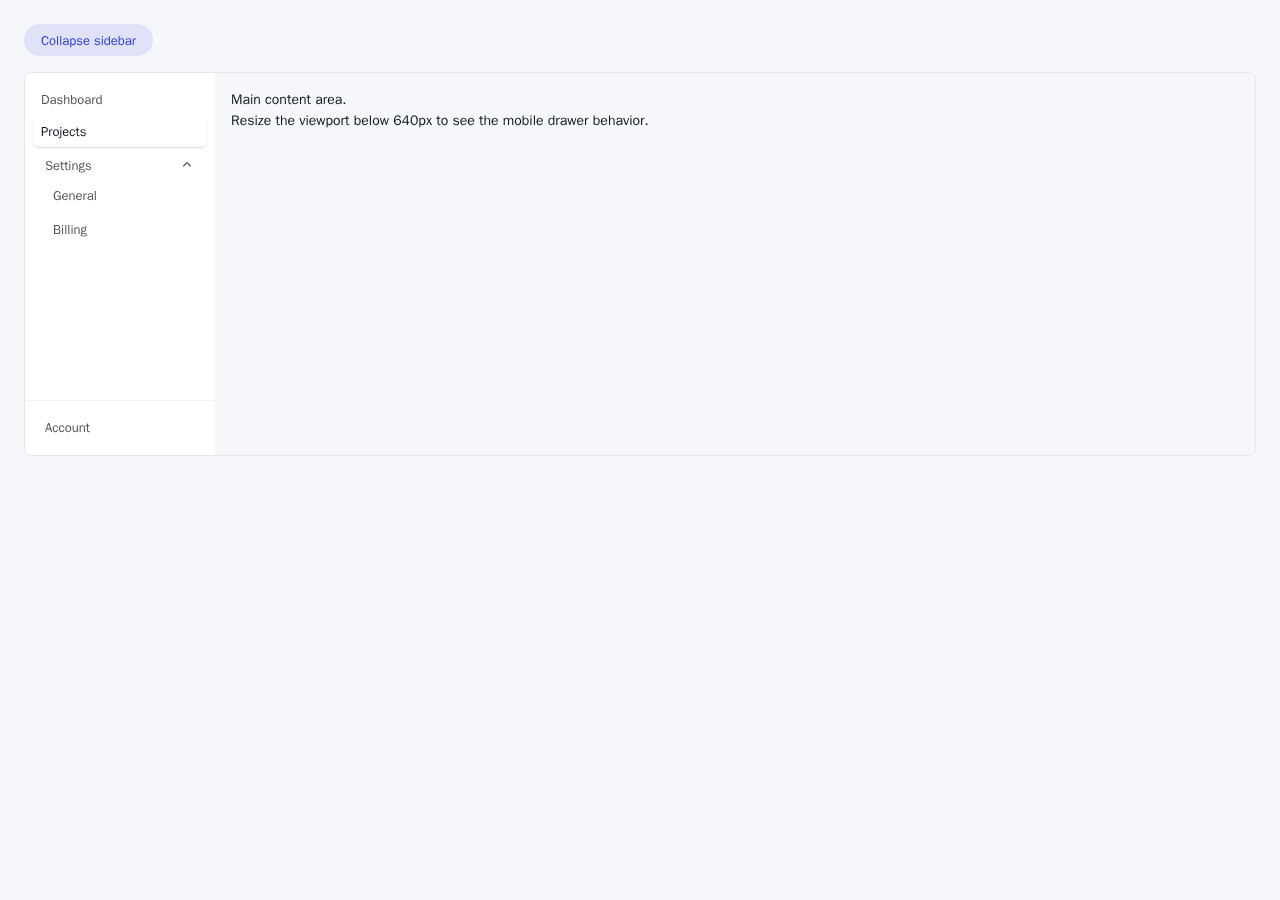 Collapse sidebar
Dashboard
Projects
Settings
General
Billing
Account
Main content area.
Resize the viewport below 640px to see the mobile drawer behavior.